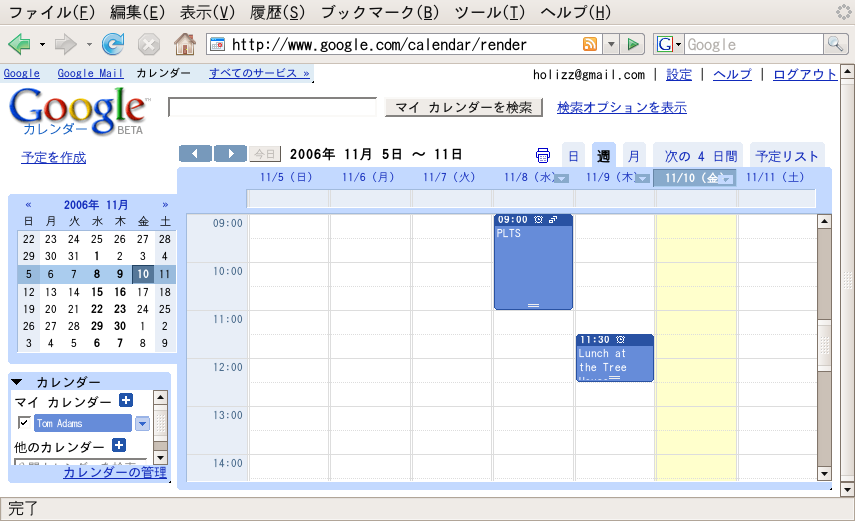 ファイル(F) 編集(E) 表示(V) 履歴(S) ブックマーク(B) ツール(T) ヘルプ(H)
http://www.google.com/calendar/render
G Google
Google Google Mail カレンダー すべてのサービス »
holizz@gmail.com | 設定 | ヘルプ | ログアウト
Google™
カレンダー BETA
マイ カレンダーを検索 検索オプションを表示
予定を作成
今日 2006年 11月 5日 ～ 11日
日 週 月 次の 4 日間 予定リスト
11/5 (日) 11/6 (月) 11/7 (火) 11/8 (水) 11/9 (木) 11/10 (金) 11/11 (土)
« 2006年 11月 »
日 月 火 水 木 金 土
22 23 24 25 26 27 28
29 30 31 1 2 3 4
5 6 7 8 9 10 11
12 13 14 15 16 17 18
19 20 21 22 23 24 25
26 27 28 29 30 1 2
3 4 5 6 7 8 9
09:00
10:00
11:00
12:00
13:00
14:00
09:00
PLTS
11:30
Lunch at
the Tree
カレンダー
マイ カレンダー
Tom Adams
他のカレンダー
カレンダーの管理
完了